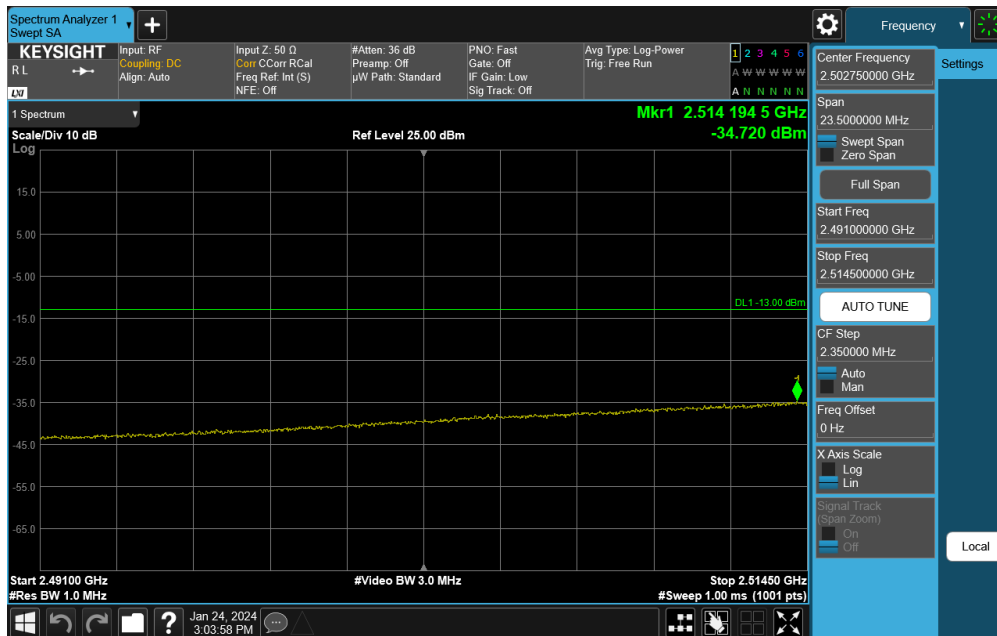 Spectrum Analyzer 1
Swept SA
+
Frequency
KEYSIGHT
R L
LXI
Input: RF
Coupling: DC
Align: Auto
Input Z: 50 Ω
Corr CCorr RCal
Freq Ref: Int (S)
NFE: Off
#Atten: 36 dB
Preamp: Off
µW Path: Standard
PNO: Fast
Gate: Off
IF Gain: Low
Sig Track: Off
Avg Type: Log-Power
Trig: Free Run
1 2 3 4 5 6
A W W W W W
A N N N N N
1 Spectrum
Scale/Div 10 dB
Log
Ref Level 25.00 dBm
Mkr1 2.514 194 5 GHz
-34.720 dBm
15.0
5.00
-5.00
DL1 -13.00 dBm
-15.0
-25.0
1
-35.0
-45.0
-55.0
-65.0
Start 2.49100 GHz
#Res BW 1.0 MHz
#Video BW 3.0 MHz
Stop 2.51450 GHz
#Sweep 1.00 ms (1001 pts)
Center Frequency
2.502750000 GHz
Span
23.5000000 MHz
Swept Span
Zero Span
Full Span
Start Freq
2.491000000 GHz
Stop Freq
2.514500000 GHz
AUTO TUNE
CF Step
2.350000 MHz
Auto
Man
Freq Offset
0 Hz
X Axis Scale
Log
Lin
Signal Track
(Span Zoom)
On
Off
Settings
Local
?
Jan 24, 2024
3:03:58 PM